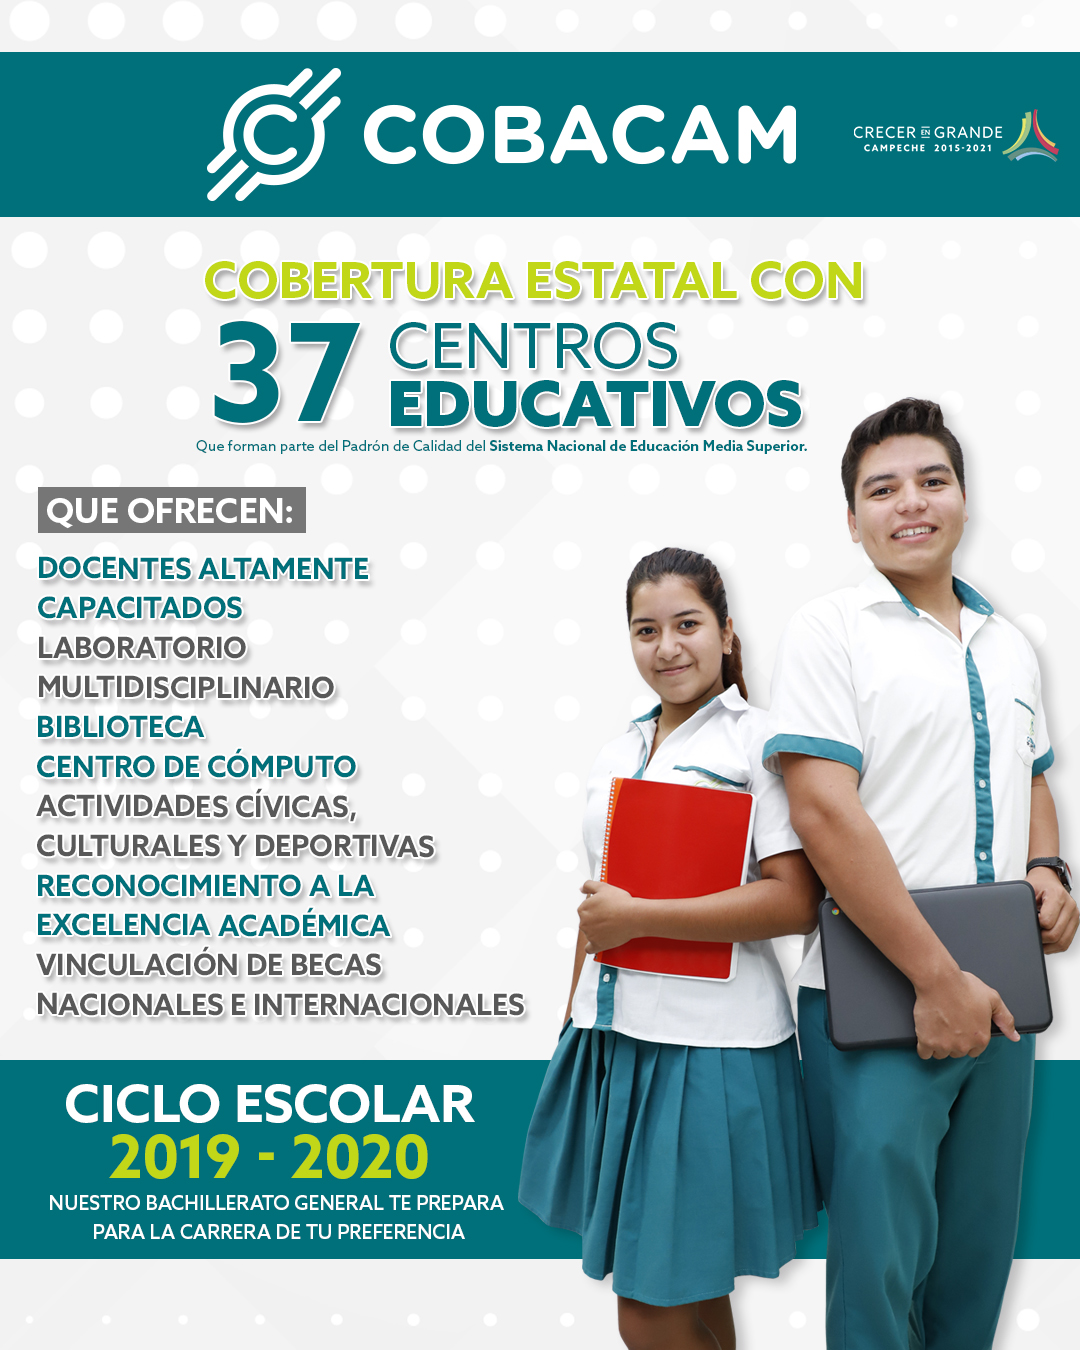 COBACAM
CRECER EN GRANDE
CAMPECHE 2015-2021
COBERTURA ESTATAL CON
37 CENTROS
EDUCATIVOS
Que forman parte del Padrón de Calidad del Sistema Nacional de Educación Media Superior.
QUE OFRECEN:
DOCENTES ALTAMENTE
CAPACITADOS
LABORATORIO
MULTIDISCIPLINARIO
BIBLIOTECA
CENTRO DE CÓMPUTO
ACTIVIDADES CÍVICAS,
CULTURALES Y DEPORTIVAS
RECONOCIMIENTO A LA
EXCELENCIA ACADÉMICA
VINCULACIÓN DE BECAS
NACIONALES E INTERNACIONALES
CICLO ESCOLAR
2019 - 2020
NUESTRO BACHILLERATO GENERAL TE PREPARA
PARA LA CARRERA DE TU PREFERENCIA